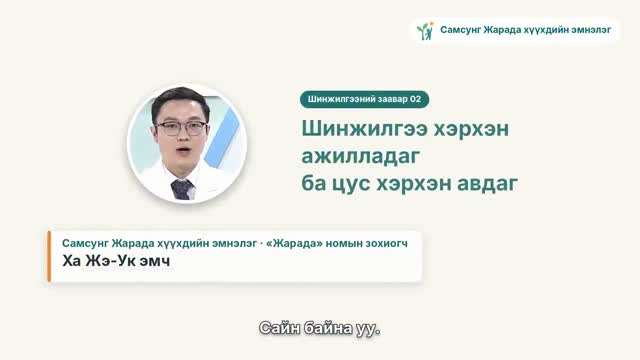 Самсунг Жарада хүүхдийн эмнэлэг
Шинжилгээний заавар 02
Шинжилгээ хэрхэн
ажилладаг
ба цус хэрхэн авдаг
Самсунг Жарада хүүхдийн эмнэлэг · «Жарада» номын зохиогч
Ха Жэ-Ук эмч
Сайн байна уу.